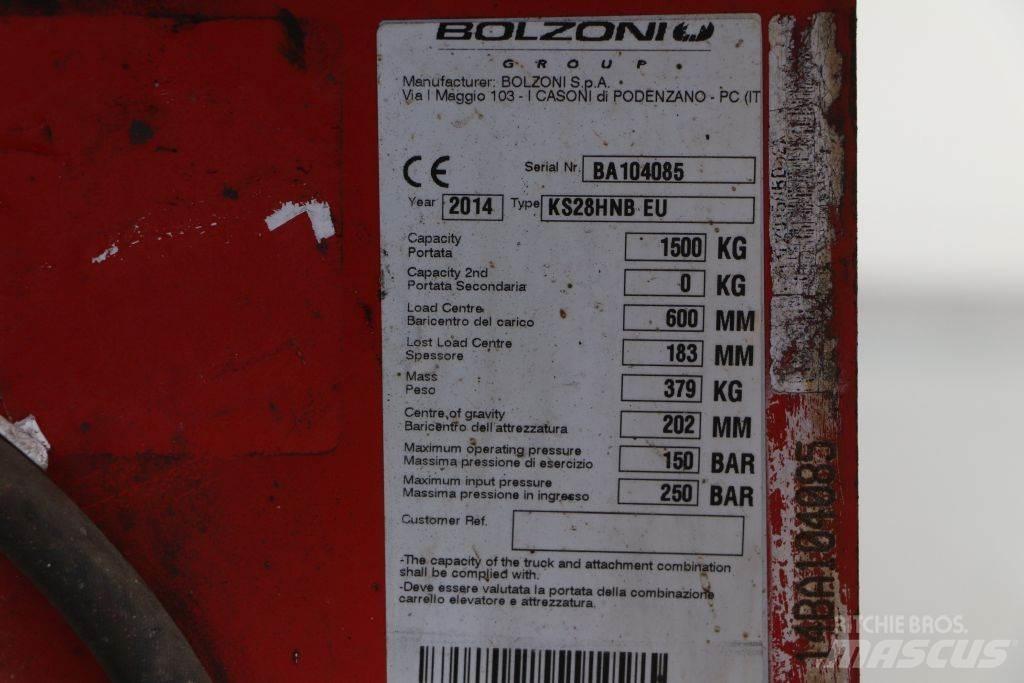 BOLZONI
GROUP
Manufacturer: BOLZONI S.p.A.
Via I Maggio 103 - I CASONI di PODENZANO - PC (IT
CE
Serial Nr. BA104085
Year 2014 Type KS28HNB EU
Capacity
Portata
1500 KG
Capacity 2nd
Portata Secondaria
0 KG
Load Centre
Baricentro del carico
600 MM
Lost Load Centre
Spessore
183 MM
Mass
Peso
379 KG
Centre of gravity
Baricentro dell'attrezzatura
202 MM
Maximum operating pressure
Massima pressione di esercizio
150 BAR
Maximum input pressure
Massima pressione in ingresso
250 BAR
Customer Ref.
-The capacity of the truck and attachment combination
shall be complied with.
-Deve essere valutata la portata della combinazione
carrello elevatore e attrezzatura.
BA104085
RITCHIE BROS.
MASCUS